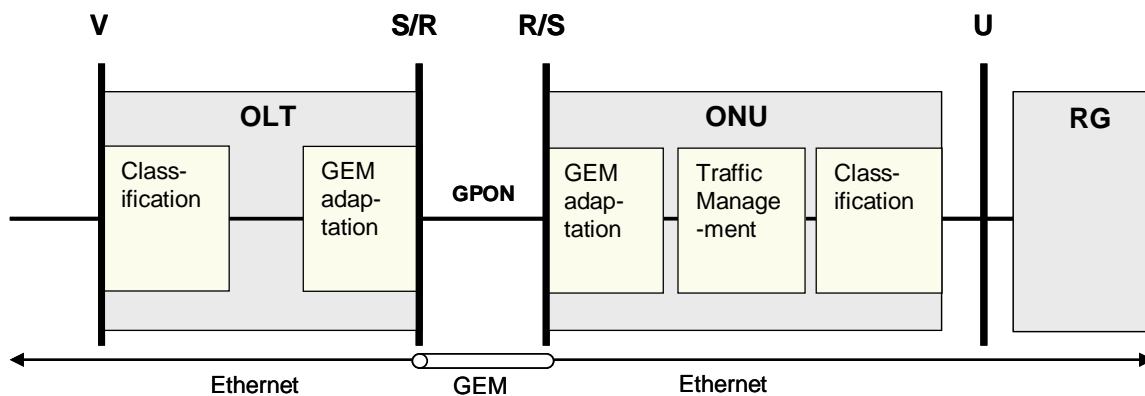 V
S/R
R/S
U
OLT
ONU
RG
Class-
ification
GEM
adap-
tation
GPON
GEM
adap-
tation
Traffic
Manage
-ment
Class-
ification
Ethernet
GEM
Ethernet